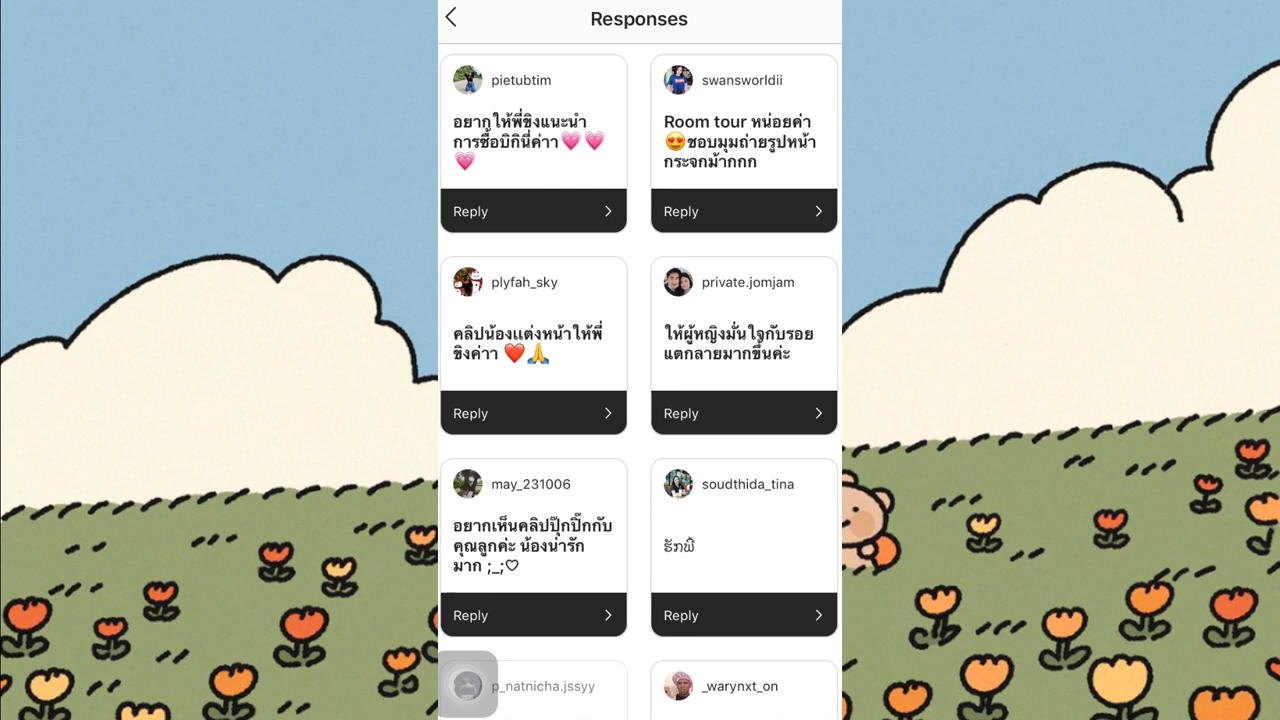 Responses
pietubtim
อยากให้พี่ขิงแนะนำ
การซื้อบิกินี่ค่าา💗💗
💗
Reply
swansworldii
Room tour หน่อยค่า
😍ชอบมุมถ่ายรูปหน้า
กระจกม้ากกก
Reply
plyfah_sky
คลิปน้องแต่งหน้าให้พี่
ขิงค่าา ❤️🙏
Reply
private.jomjam
ให้ผู้หญิงมั่นใจกับรอย
แตกลายมากขึ้นค่ะ
Reply
may_231006
อยากเห็นคลิปปุ๊กปิ๊กกับ
คุณลูกค่ะ น้องน่ารัก
มาก ;_;♡
Reply
soudthida_tina
ຮັກພີ້
Reply
p_natnicha.jssyy
_warynxt_on